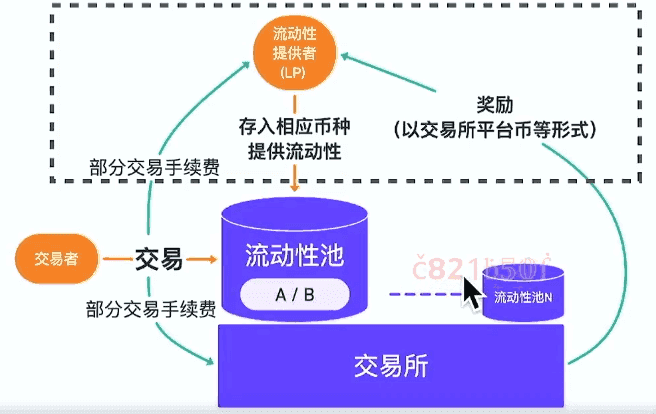 流动性
提供者
(LP)
存入相应币种
提供流动性
奖励
（以交易所平台币等形式）
部分交易手续费
交易者
交易
流动性池
A / B
流动性池N
部分交易手续费
交易所